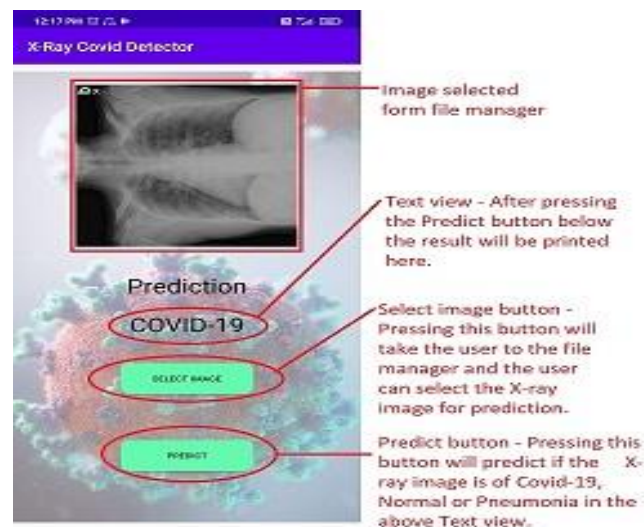 12:17 PM
X-Ray Covid Detector
Image selected
form file manager
Text view - After pressing
the Predict button below
the result will be printed
here.
Prediction
COVID-19
Select image button -
Pressing this button will
take the user to the file
manager and the user
can select the X-ray
image for prediction.
SELECT IMAGE
Predict button - Pressing this
button will predict if the X-
ray image is of Covid-19,
Normal or Pneumonia in the
above Text view.
PREDICT